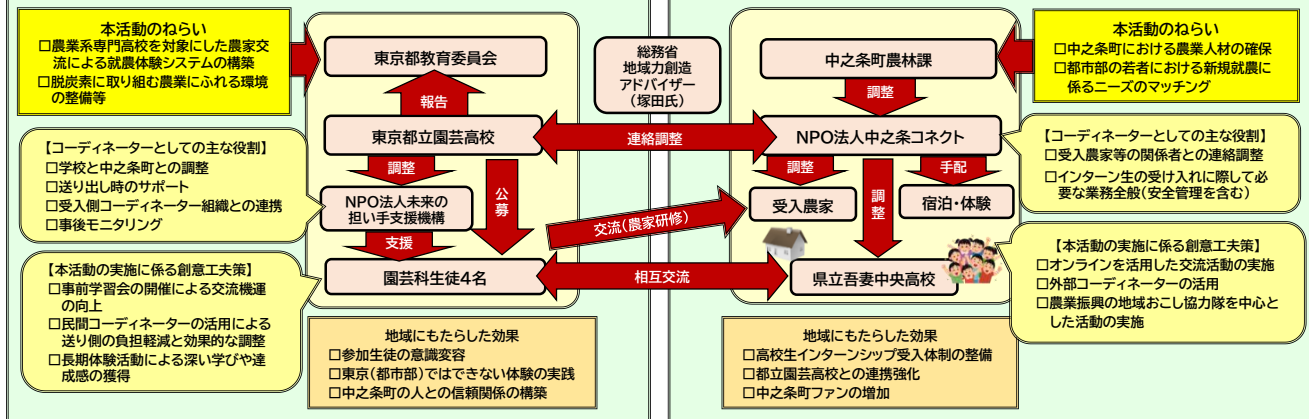 本活動のねらい
□農業系専門高校を対象にした農家交
流による就農体験システムの構築
□脱炭素に取り組む農業にふれる環境
の整備等
東京都教育委員会
報告
東京都立園芸高校
調整
公募
NPO法人未来の
担い手支援機構
支援
園芸科生徒4名
【コーディネーターとしての主な役割】
□学校と中之条町との調整
□送り出し時のサポート
□受入側コーディネーター組織との連携
□事後モニタリング
【本活動の実施に係る創意工夫策】
□事前学習会の開催による交流機運
の向上
□民間コーディネーターの活用による
送り側の負担軽減と効果的な調整
□長期体験活動による深い学びや達
成感の獲得
地域にもたらした効果
□参加生徒の意識変容
□東京(都市部)ではできない体験の実践
□中之条町の人との信頼関係の構築
総務省
地域力創造
アドバイザー
(塚田氏)
連絡調整
交流(農家研修)
相互交流
中之条町農林課
調整
NPO法人中之条コネクト
調整
調整
手配
受入農家
宿泊・体験
県立吾妻中央高校
本活動のねらい
□中之条町における農業人材の確保
□都市部の若者における新規就農に
係るニーズのマッチング
【コーディネーターとしての主な役割】
□受入農家等の関係者との連絡調整
□インターン生の受け入れに際して必
要な業務全般(安全管理を含む)
【本活動の実施に係る創意工夫策】
□オンラインを活用した交流活動の実施
□外部コーディネーターの活用
□農業振興の地域おこし協力隊を中心と
した活動の実施
地域にもたらした効果
□高校生インターンシップ受入体制の整備
□都立園芸高校との連携強化
□中之条町ファンの増加